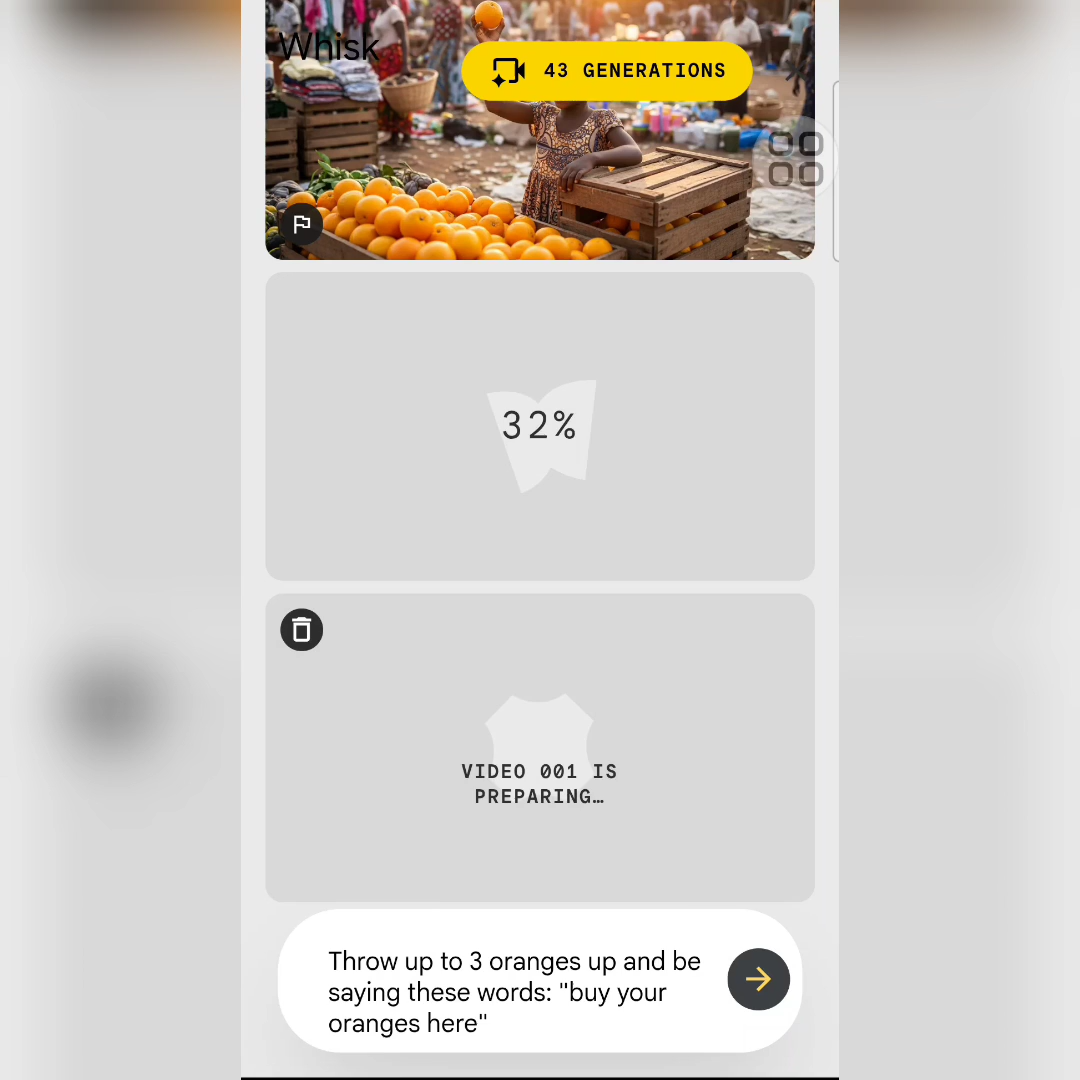 Whisk
43 GENERATIONS
32%
VIDEO 001 IS
PREPARING…
Throw up to 3 oranges up and be
saying these words: "buy your
oranges here"